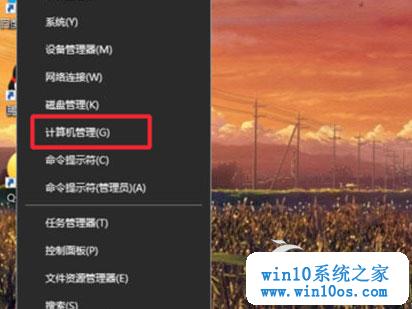 系统(Y)
设备管理器(M)
网络连接(W)
磁盘管理(K)
计算机管理(G)
命令提示符(C)
命令提示符(管理员)(A)
任务管理器(T)
控制面板(P)
文件资源管理器(E)
搜索(S)
win10系统之家
www.win10os.com